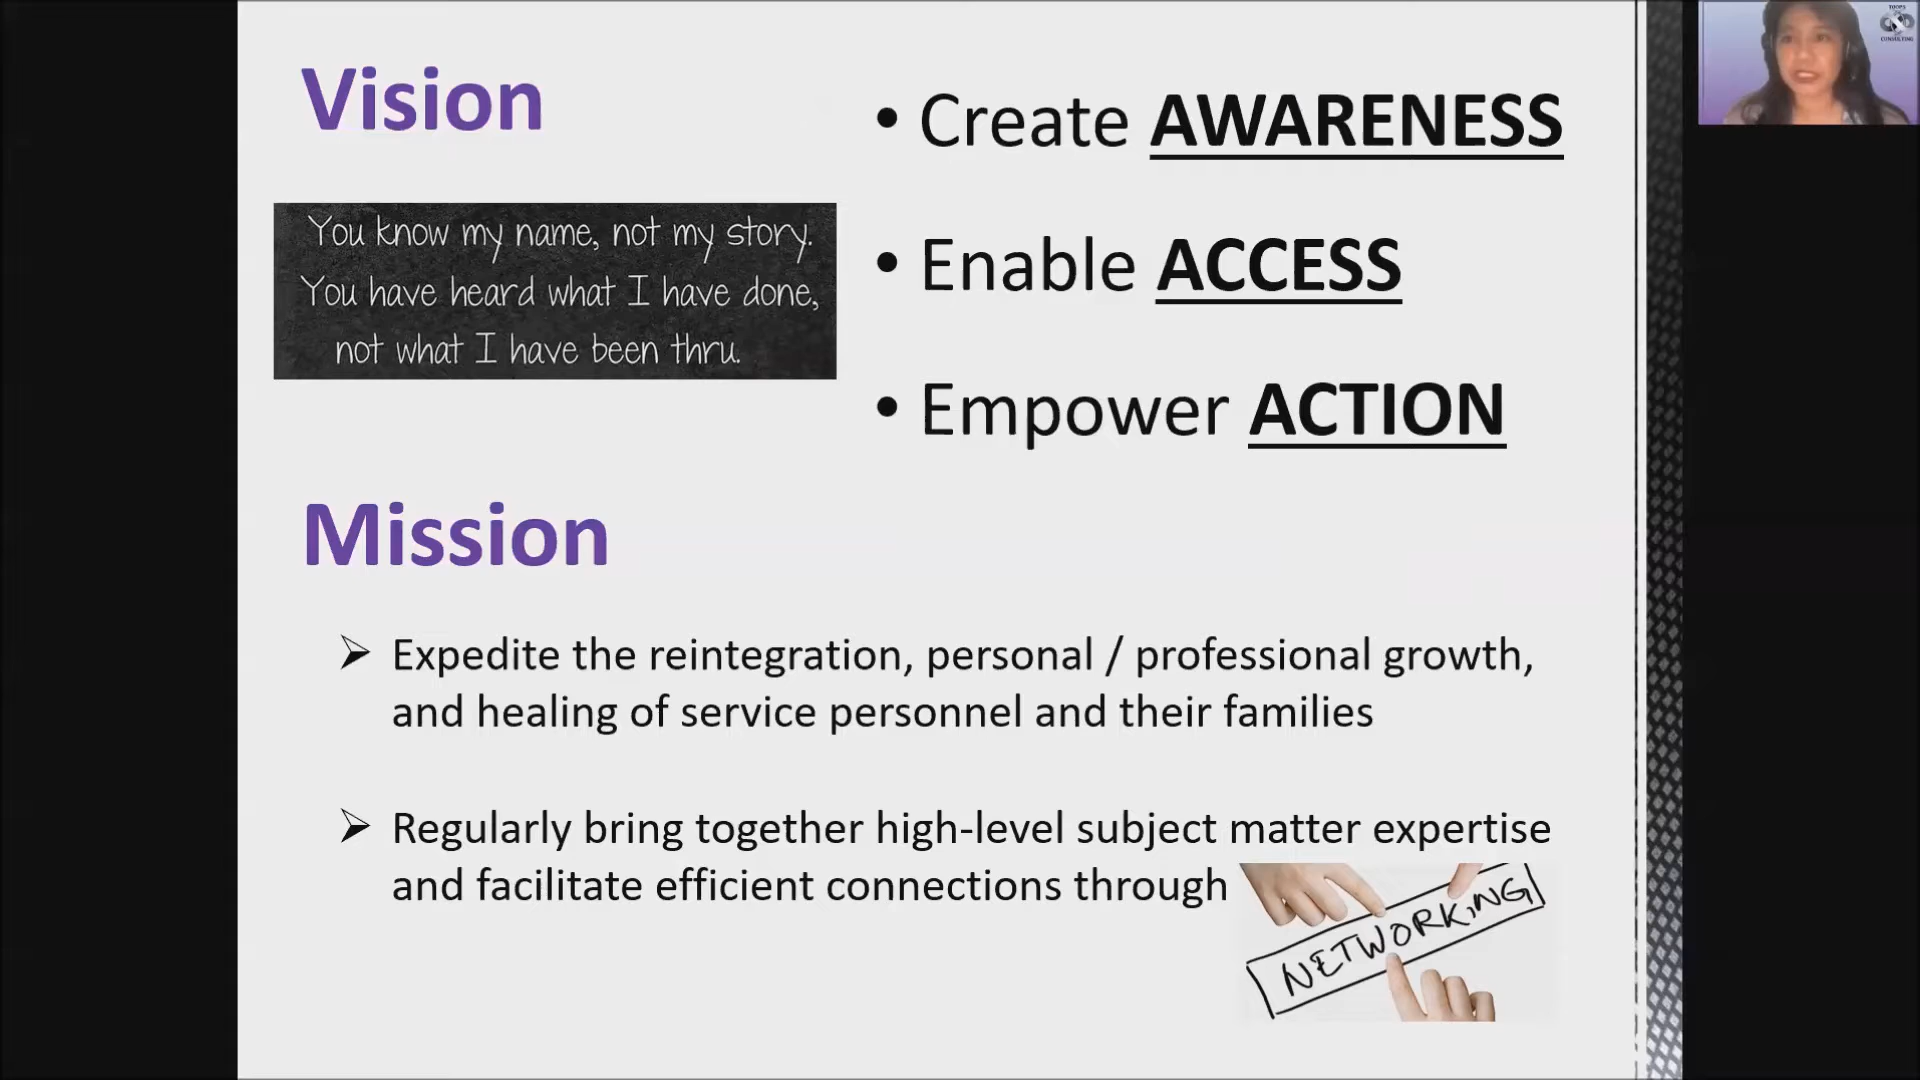 Vision
You know my name, not my story.
You have heard what I have done,
not what I have been thru.
• Create AWARENESS
• Enable ACCESS
• Empower ACTION
Mission
➢ Expedite the reintegration, personal / professional growth,
and healing of service personnel and their families
➢ Regularly bring together high-level subject matter expertise
and facilitate efficient connections through
NETWORKING
CONSULTING